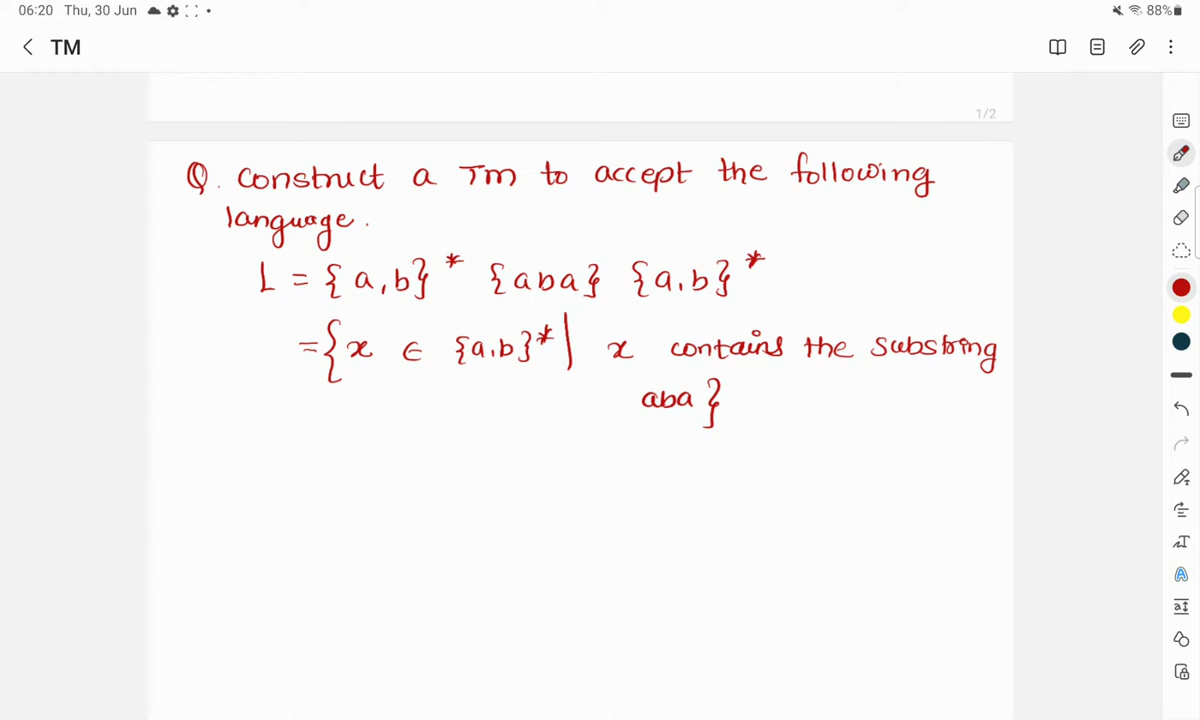 06:20 Thu, 30 Jun
88%
TM
1/2
Q. construct a TM to accept the following
language.
L = {a,b}* {aba} {a,b}*
= {x ∈ {a,b}* | x contains the substring
aba}